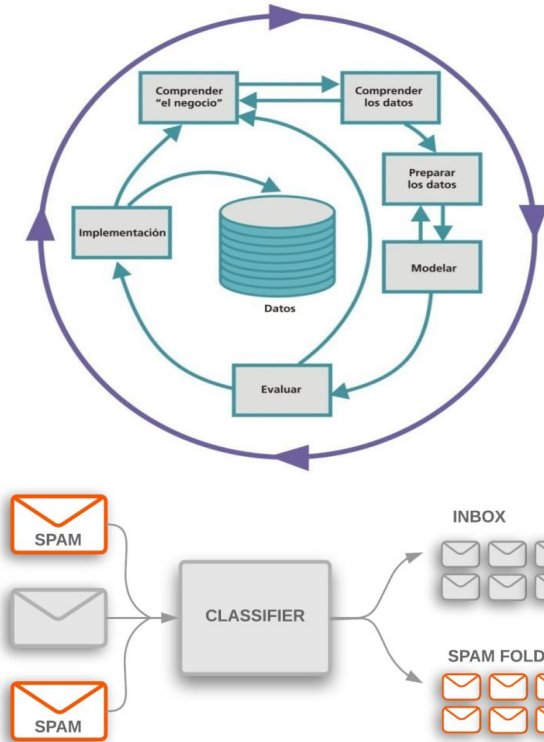 Comprender
"el negocio"
Comprender
los datos
Preparar
los datos
Implementación
Modelar
Datos
Evaluar
SPAM
INBOX
CLASSIFIER
SPAM FOLD
SPAM